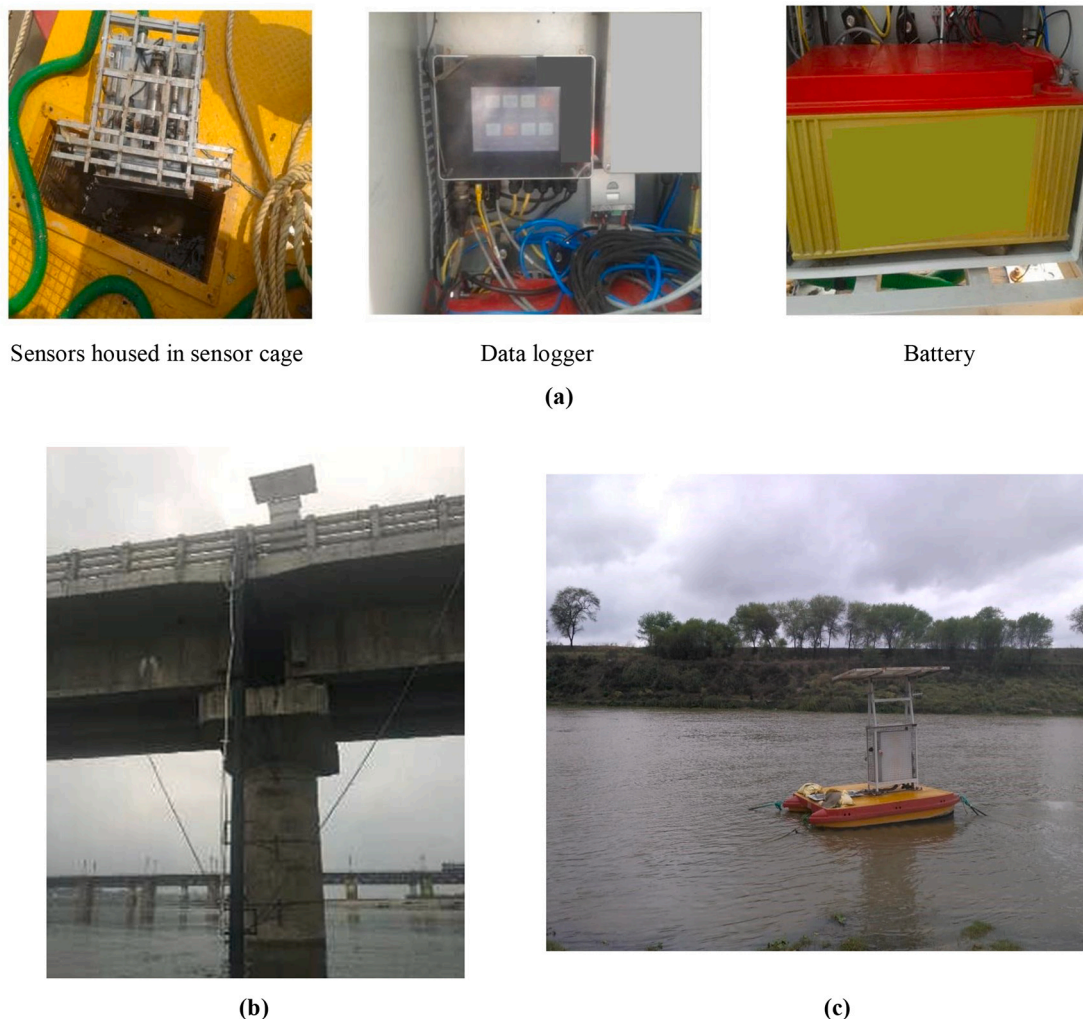 Sensors housed in sensor cage
Data logger
Battery
(a)
(b)
(c)